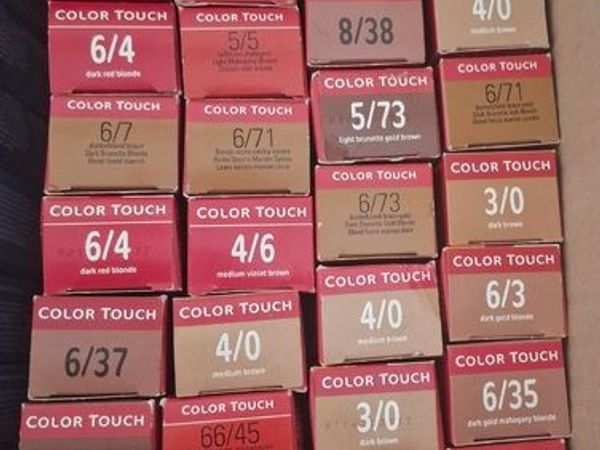 COLOR TOUCH
6/4
dark red blonde
COLOR TOUCH
5/5
8/38
4/0
medium brown
COLOR TOUCH
6/7
COLOR TOUCH
6/71
COLOR TOUCH
5/73
light brunette gold brown
COLOR TOUCH
6/71
COLOR TOUCH
6/4
dark red blonde
COLOR TOUCH
4/6
medium violet brown
COLOR TOUCH
6/73
COLOR TOUCH
3/0
dark brown
COLOR TOUCH
6/37
COLOR TOUCH
4/0
medium brown
COLOR TOUCH
4/0
medium brown
COLOR TOUCH
6/3
dark gold blonde
COLOR TOUCH
COLOR TOUCH
66/45
COLOR TOUCH
3/0
dark brown
COLOR TOUCH
6/35
dark gold mahogany blonde